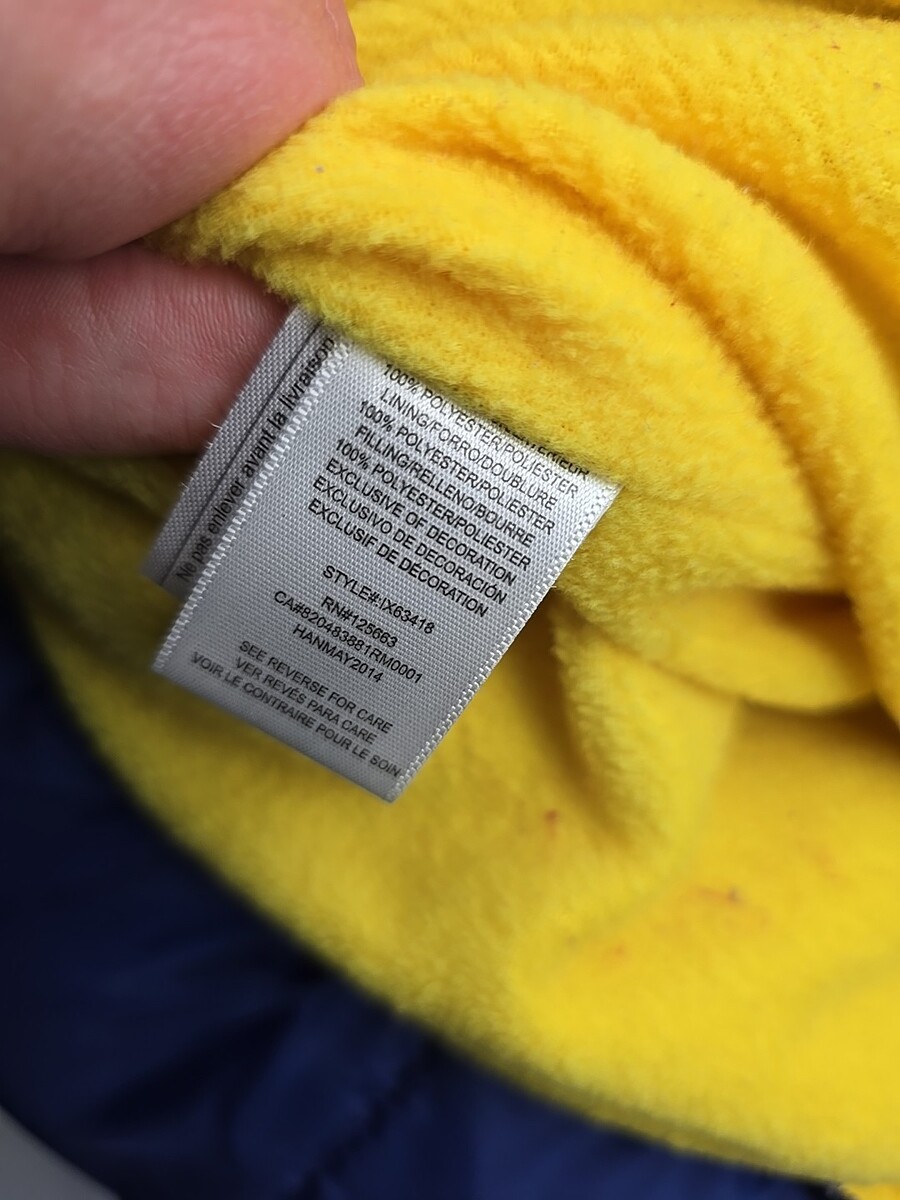 Ne pas enlever avant la livraison
100% POLYESTER/POLIESTER
LINING/FORRO/DOUBLURE
100% POLYESTER/POLIESTER
FILLING/RELLENO/BOURRE
100% POLYESTER/POLIESTER
EXCLUSIVE OF DECORATION
EXCLUSIVO DE DECORACIÓN
EXCLUSIF DE DÉCORATION
STYLE#:IX63418
RN#125663
CA#820483881RM0001
HANMAY2014
SEE REVERSE FOR CARE
VER REVÉS PARA CARE
VOIR LE CONTRAIRE POUR LE SOIN